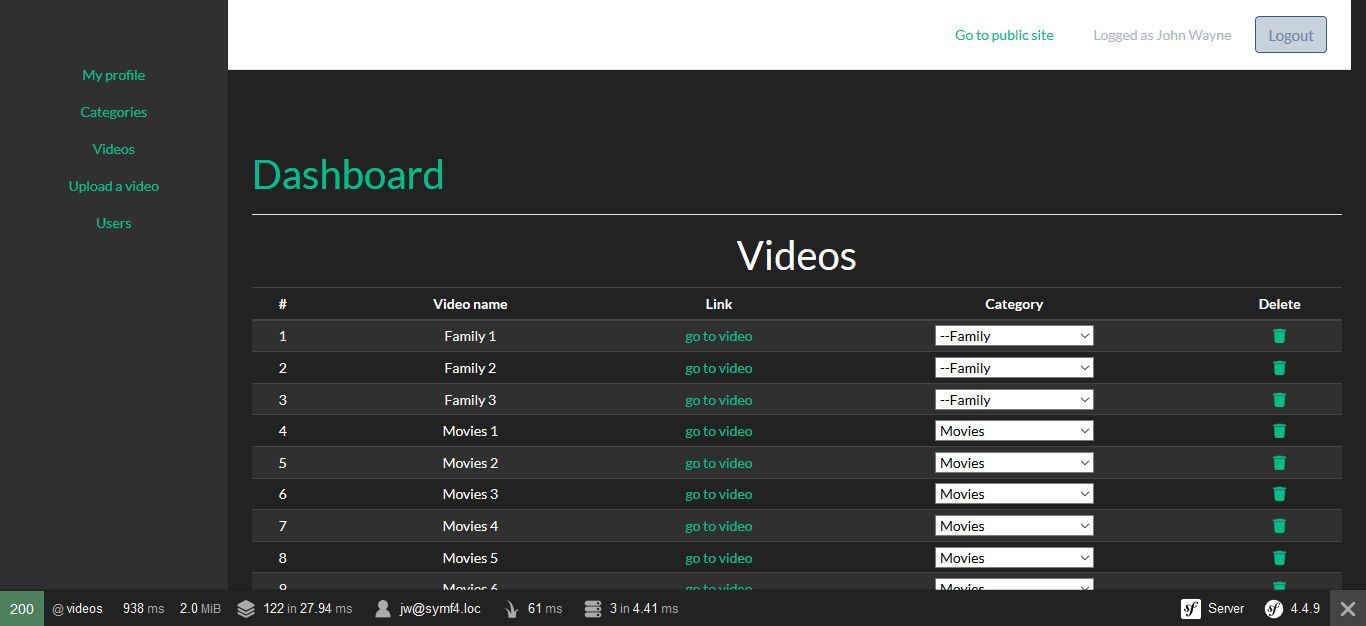 Go to public site Logged as John Wayne Logout
My profile
Categories
Videos
Upload a video
Users
Dashboard
Videos
# Video name Link Category Delete
1 Family 1 go to video --Family
2 Family 2 go to video --Family
3 Family 3 go to video --Family
4 Movies 1 go to video Movies
5 Movies 2 go to video Movies
6 Movies 3 go to video Movies
7 Movies 4 go to video Movies
8 Movies 5 go to video Movies
9 Movies 6 go to video Movies
200 @ videos 938 ms 2.0 MiB 122 in 27.94 ms jw@symf4.loc 61 ms 3 in 4.41 ms sf Server sf 4.4.9